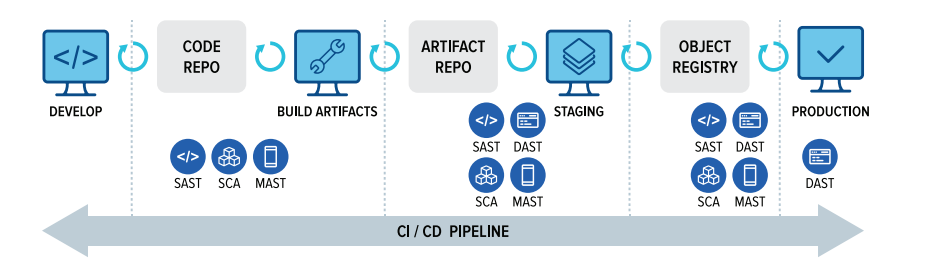 </>
CODE
REPO
ARTIFACT
REPO
OBJECT
REGISTRY
DEVELOP
BUILD ARTIFACTS
STAGING
PRODUCTION
</>
SAST
SCA
MAST
</>
SAST
DAST
SCA
MAST
</>
SAST
DAST
SCA
MAST
DAST
CI / CD PIPELINE